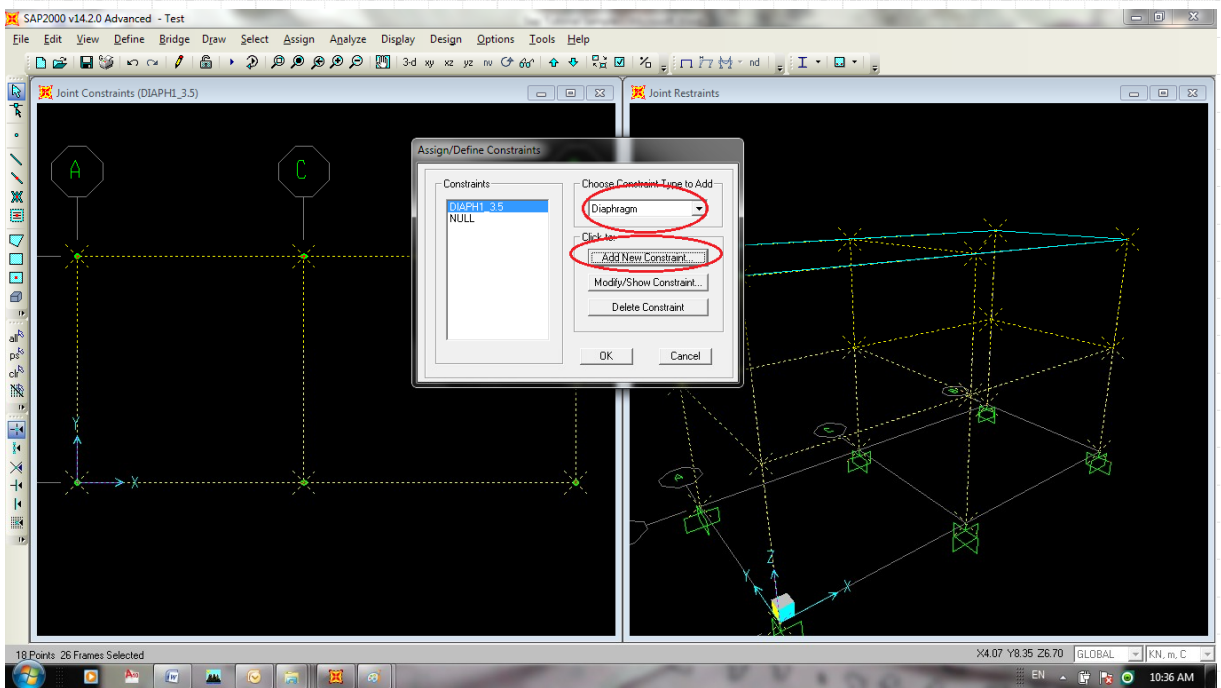 SAP2000 v14.2.0 Advanced - Test
File Edit View Define Bridge Draw Select Assign Analyze Display Design Options Tools Help
3-d xy xz yz nv nd
Joint Constraints (DIAPH1_3.5)
Joint Restraints
Assign/Define Constraints
Constraints
DIAPH1_3.5
NULL
Choose Constraint Type to Add
Diaphragm
Click to:
Add New Constraint...
Modify/Show Constraint...
Delete Constraint
OK Cancel
A C
Y
X
all
ps
clr
C
A
Z
Y
X
18 Points 26 Frames Selected
X4.07 Y8.35 Z6.70 GLOBAL KN, m, C
EN 10:36 AM